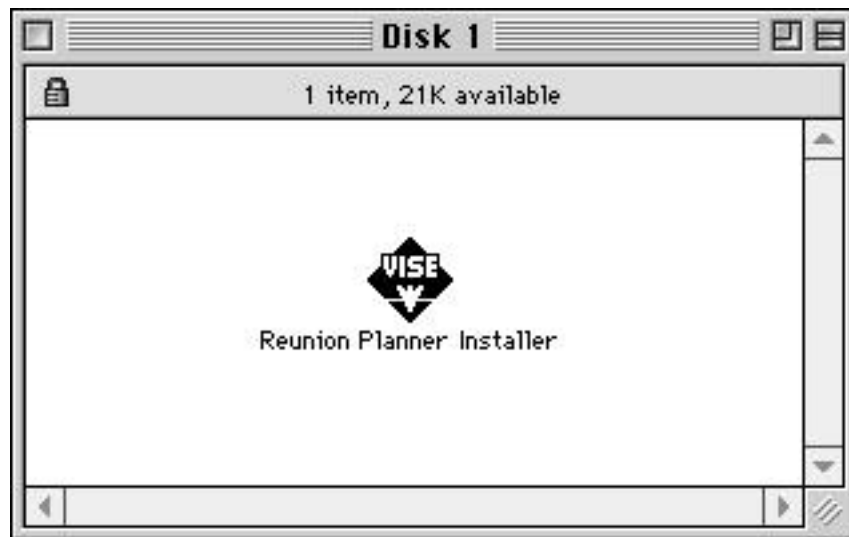 Disk 1
1 item, 21K available
VISE
Reunion Planner Installer